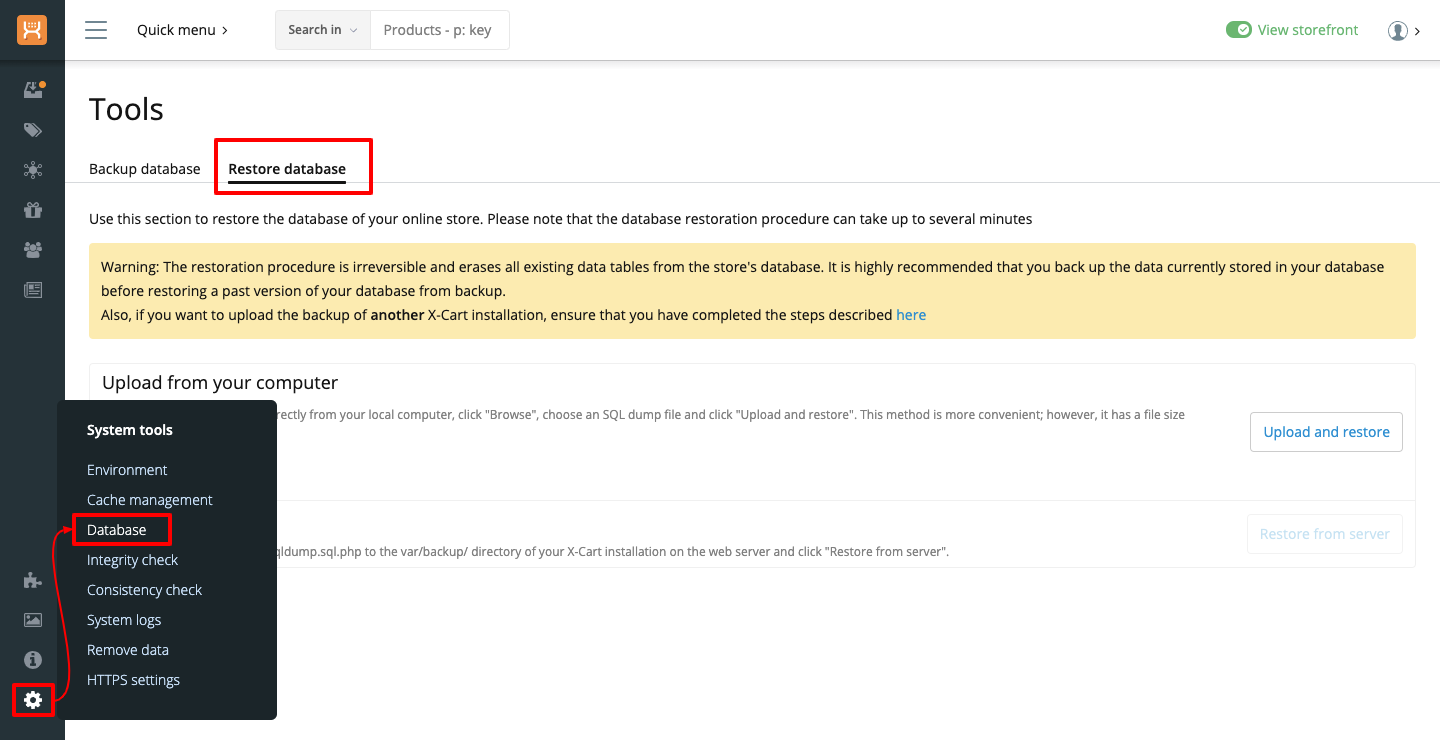 Quick menu
Search in
Products - p: key
View storefront
Tools
Backup database
Restore database
Use this section to restore the database of your online store. Please note that the database restoration procedure can take up to several minutes
Warning: The restoration procedure is irreversible and erases all existing data tables from the store's database. It is highly recommended that you back up the data currently stored in your database
before restoring a past version of your database from backup.
Also, if you want to upload the backup of another X-Cart installation, ensure that you have completed the steps described here
Upload from your computer
from your local computer, click "Browse", choose an SQL dump file and click "Upload and restore". This method is more convenient; however, it has a file size
Upload and restore
to the var/backup/ directory of your X-Cart installation on the web server and click "Restore from server".
Restore from server
System tools
Environment
Cache management
Database
Integrity check
Consistency check
System logs
Remove data
HTTPS settings